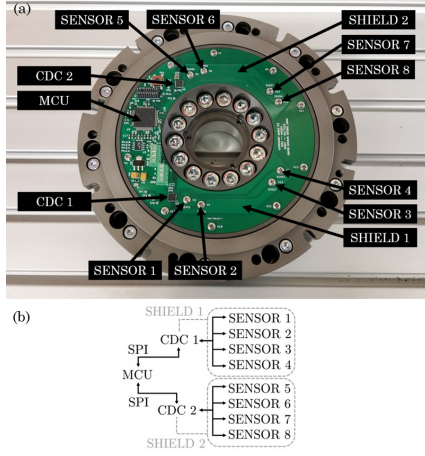 (a)
SENSOR 5
SENSOR 6
SHIELD 2
SENSOR 7
CDC 2
SENSOR 8
MCU
SENSOR 4
CDC 1
SENSOR 3
SHIELD 1
SENSOR 1
SENSOR 2
(b)
SHIELD 1
SENSOR 1
SENSOR 2
CDC 1
SENSOR 3
SPI
SENSOR 4
MCU
SENSOR 5
SPI
SENSOR 6
CDC 2
SENSOR 7
SENSOR 8
SHIELD 2